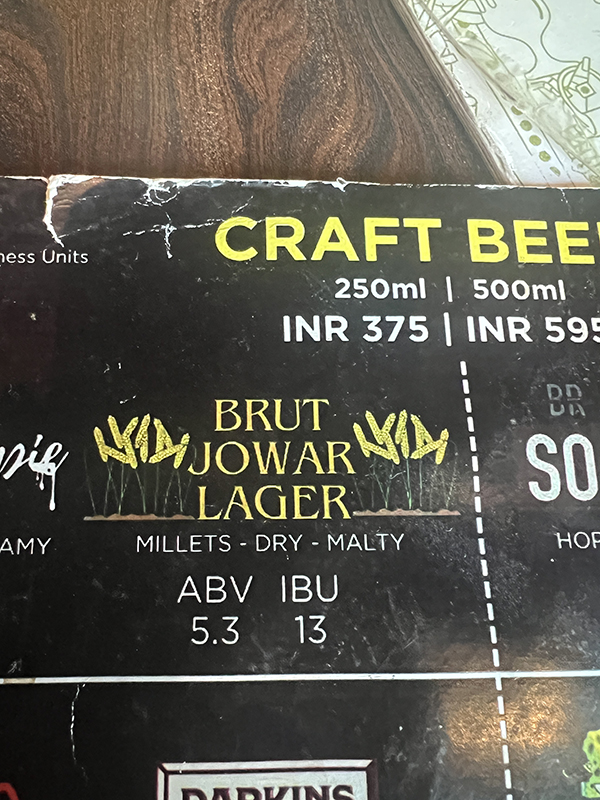 ness Units
CRAFT BEE
250ml | 500ml
INR 375 | INR 595
BRUT
JOWAR
LAGER
MILLETS - DRY - MALTY
ABV IBU
5.3 13
AMY
SO
HOP